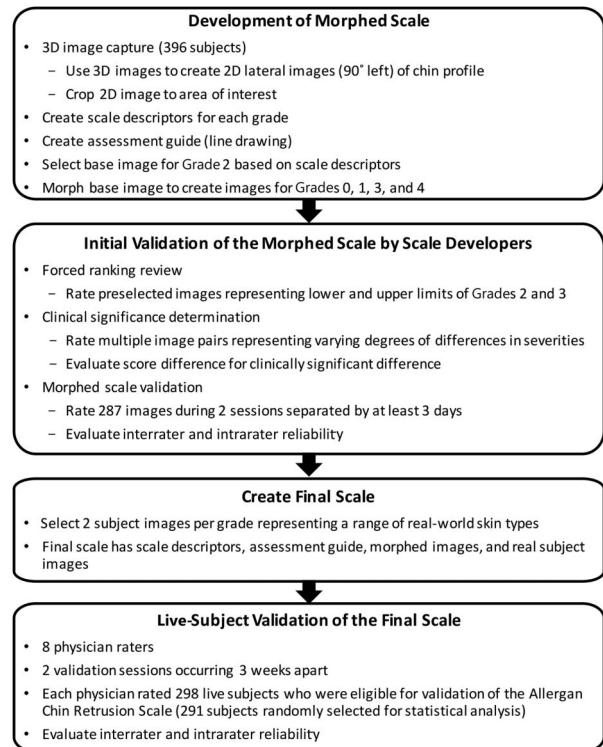 Development of Morphed Scale
• 3D image capture (396 subjects)
– Use 3D images to create 2D lateral images (90° left) of chin profile
– Crop 2D image to area of interest
• Create scale descriptors for each grade
• Create assessment guide (line drawing)
• Select base image for Grade 2 based on scale descriptors
• Morph base image to create images for Grades 0, 1, 3, and 4
Initial Validation of the Morphed Scale by Scale Developers
• Forced ranking review
– Rate preselected images representing lower and upper limits of Grades 2 and 3
• Clinical significance determination
– Rate multiple image pairs representing varying degrees of differences in severities
– Evaluate score difference for clinically significant difference
• Morphed scale validation
– Rate 287 images during 2 sessions separated by at least 3 days
– Evaluate interrater and intrarater reliability
Create Final Scale
• Select 2 subject images per grade representing a range of real-world skin types
• Final scale has scale descriptors, assessment guide, morphed images, and real subject
images
Live-Subject Validation of the Final Scale
• 8 physician raters
• 2 validation sessions occurring 3 weeks apart
• Each physician rated 298 live subjects who were eligible for validation of the Allergan
Chin Retrusion Scale (291 subjects randomly selected for statistical analysis)
• Evaluate interrater and intrarater reliability